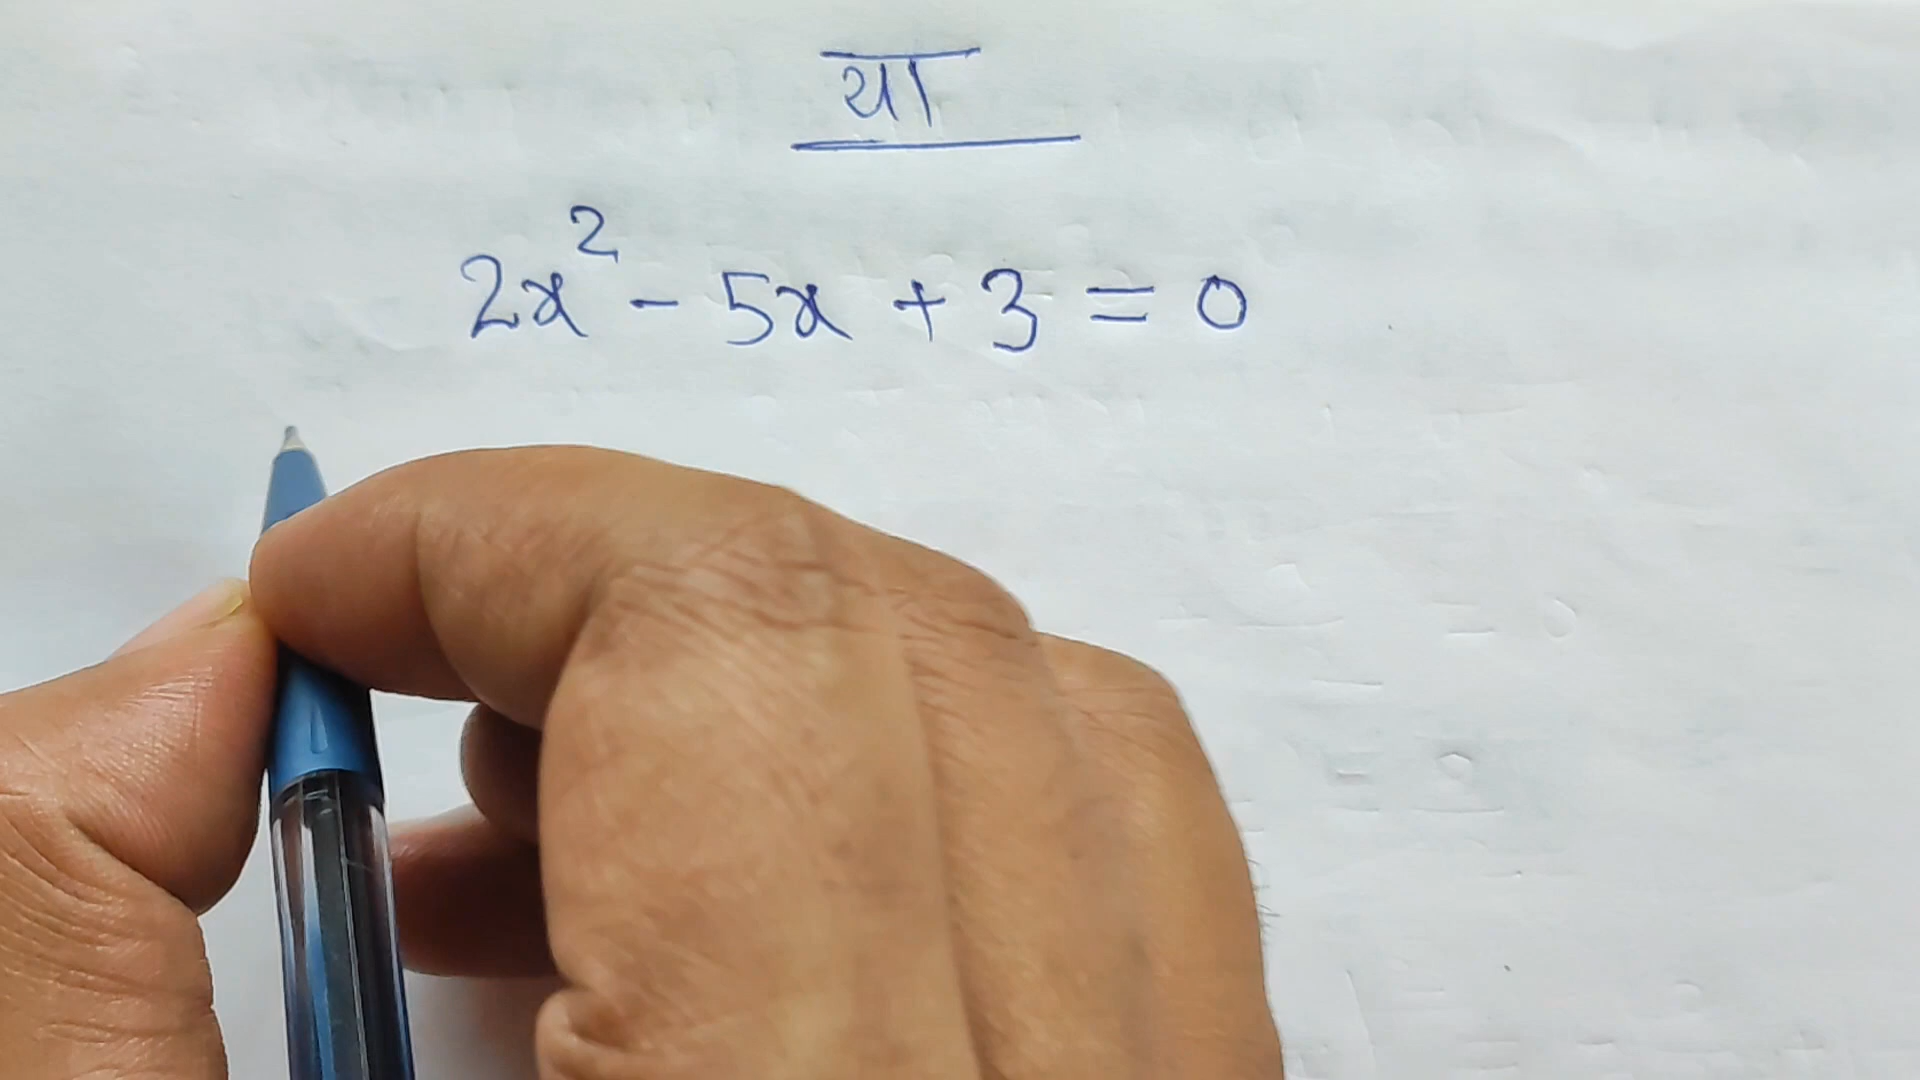 या
2x² - 5x + 3 = 0